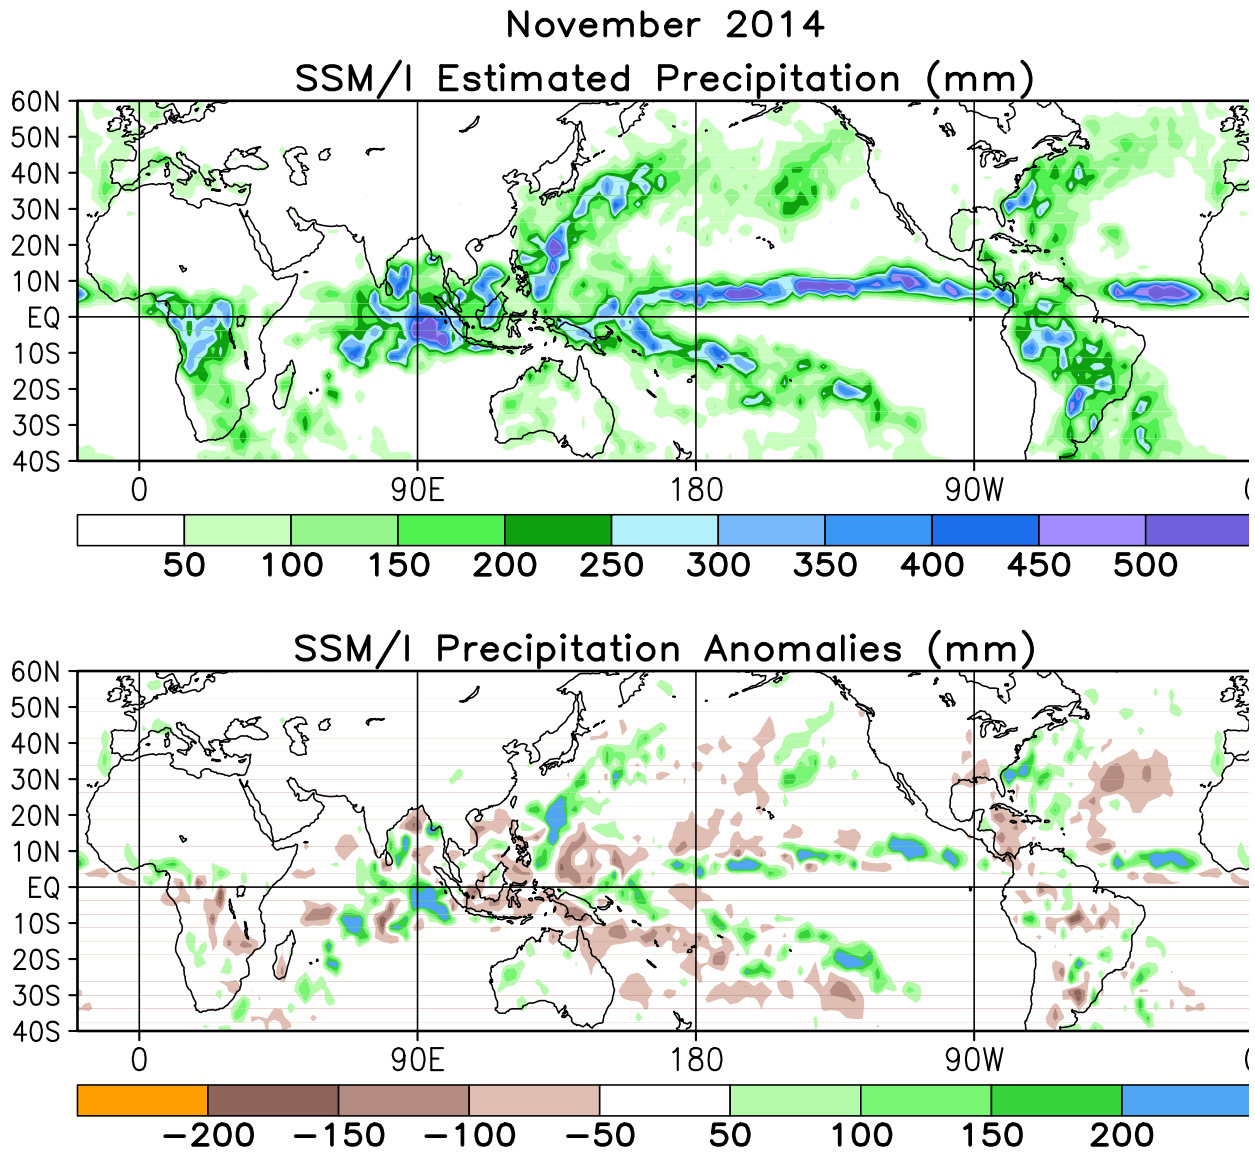 November 2014
SSM/I Estimated Precipitation (mm)
60N
50N
40N
30N
20N
10N
EQ
10S
20S
30S
40S
0 90E 180 90W
50 100 150 200 250 300 350 400 450 500
SSM/I Precipitation Anomalies (mm)
60N
50N
40N
30N
20N
10N
EQ
10S
20S
30S
40S
0 90E 180 90W
−200 −150 −100 −50 50 100 150 200